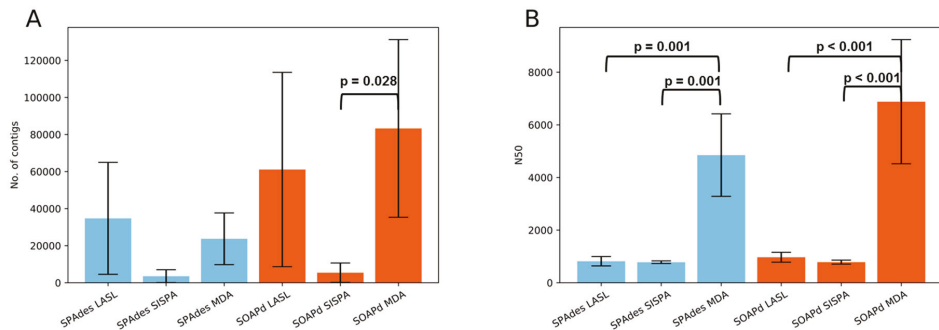 A
No. of contigs
120000
100000
80000
60000
40000
20000
0
p = 0.028
SPAdes LASL
SPAdes SISPA
SPAdes MDA
SOAPd LASL
SOAPd SISPA
SOAPd MDA
B
N50
8000
6000
4000
2000
0
p = 0.001
p = 0.001
p < 0.001
p < 0.001
SPAdes LASL
SPAdes SISPA
SPAdes MDA
SOAPd LASL
SOAPd SISPA
SOAPd MDA